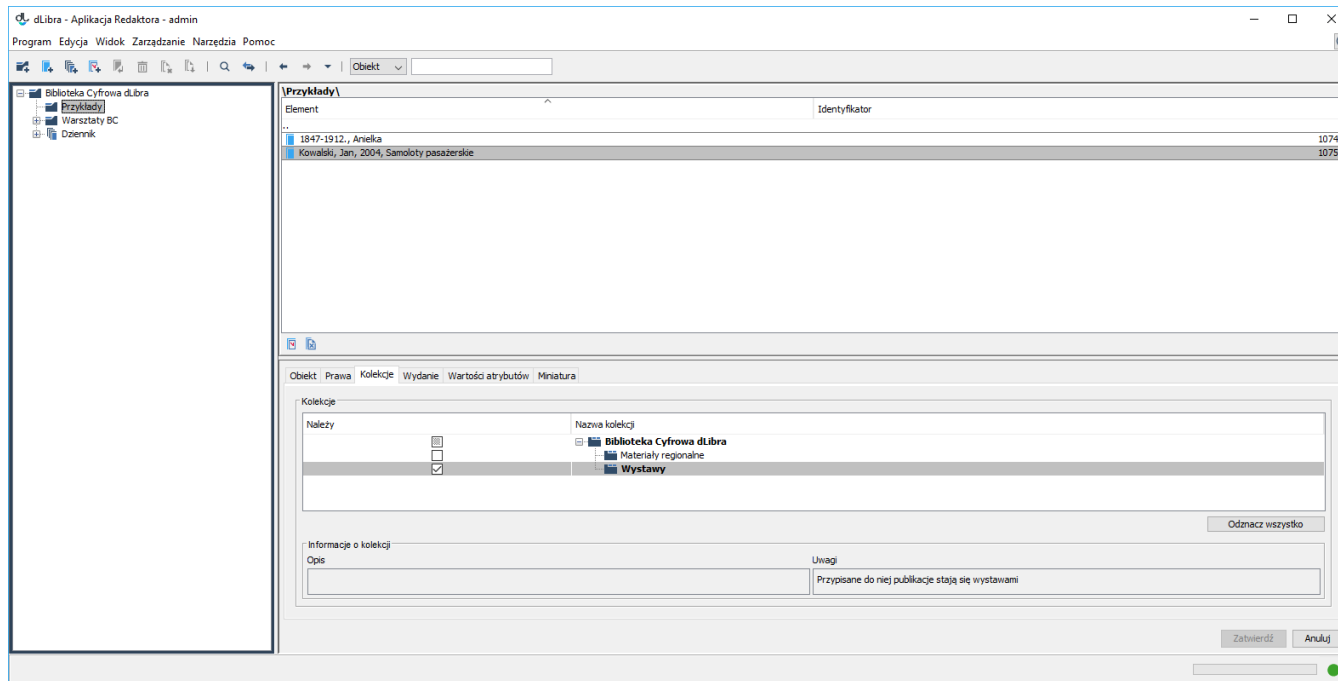 dLibra - Aplikacja Redaktora - admin
Program Edycja Widok Zarządzanie Narzędzia Pomoc
Obiekt
Biblioteka Cyfrowa dLibra
Przykłady
Warsztaty BC
Dziennik
\Przykłady\
Element Identyfikator
..
1847-1912., Anielka 1074
Kowalski, Jan, 2004, Samoloty pasażerskie 1075
Obiekt Prawa Kolekcje Wydanie Wartości atrybutów Miniatura
Kolekcje
Należy Nazwa kolekcji
Biblioteka Cyfrowa dLibra
Materiały regionalne
Wystawy
Odznacz wszystko
Informacje o kolekcji
Opis Uwagi
Przypisane do niej publikacje stają się wystawami
Zatwierdź Anuluj